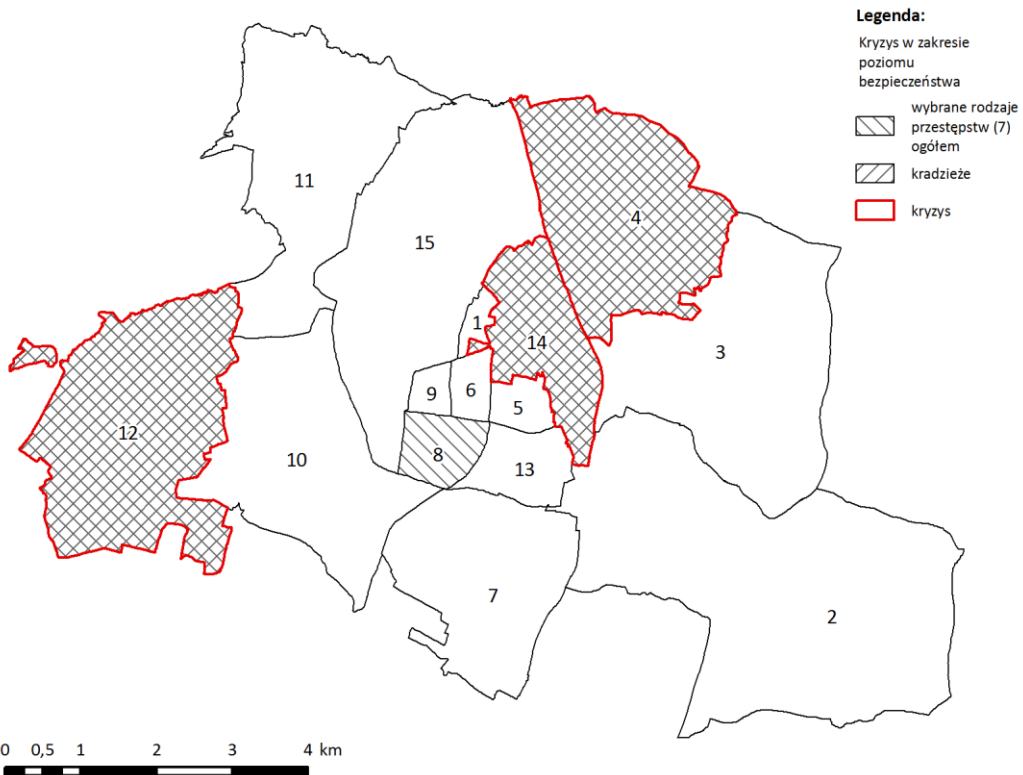 Legenda:
Kryzys w zakresie
poziomu
bezpieczeństwa
wybrane rodzaje
przestępstw (7)
ogółem
kradzieże
kryzys
11
15
4
1
14
3
9
6
5
12
8
10
13
7
2
0 0,5 1 2 3 4 km